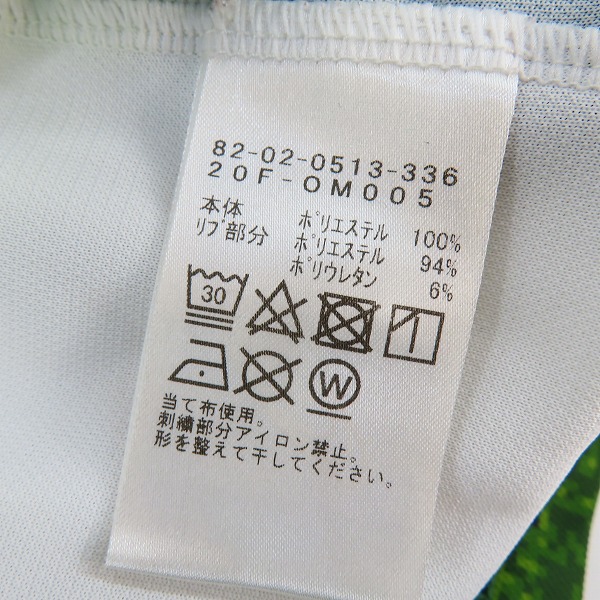 82-02-0513-336
20F-OM005
本体 ポリエステル 100%
リブ部分 ポリエステル 94%
ポリウレタン 6%
30
W
当て布使用。
刺繍部分アイロン禁止。
形を整えて干してください。